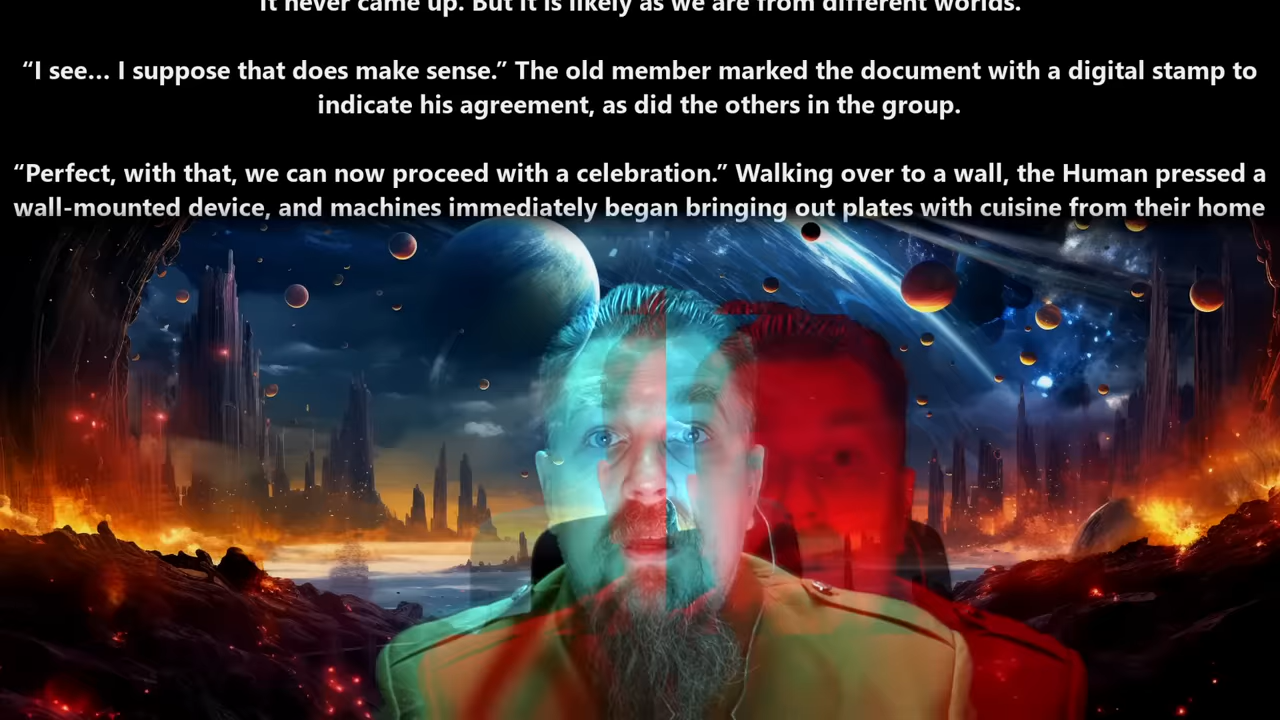 It never came up. But it is likely as we are from different worlds.
“I see... I suppose that does make sense.” The old member marked the document with a digital stamp to
indicate his agreement, as did the others in the group.
“Perfect, with that, we can now proceed with a celebration.” Walking over to a wall, the Human pressed a
wall-mounted device, and machines immediately began bringing out plates with cuisine from their home